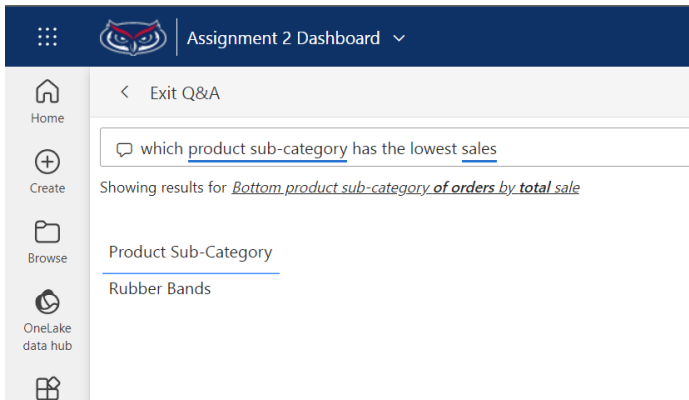 Assignment 2 Dashboard
Home
Exit Q&A
which product sub-category has the lowest sales
Create
Showing results for Bottom product sub-category of orders by total sale
Browse
Product Sub-Category
Rubber Bands
OneLake
data hub